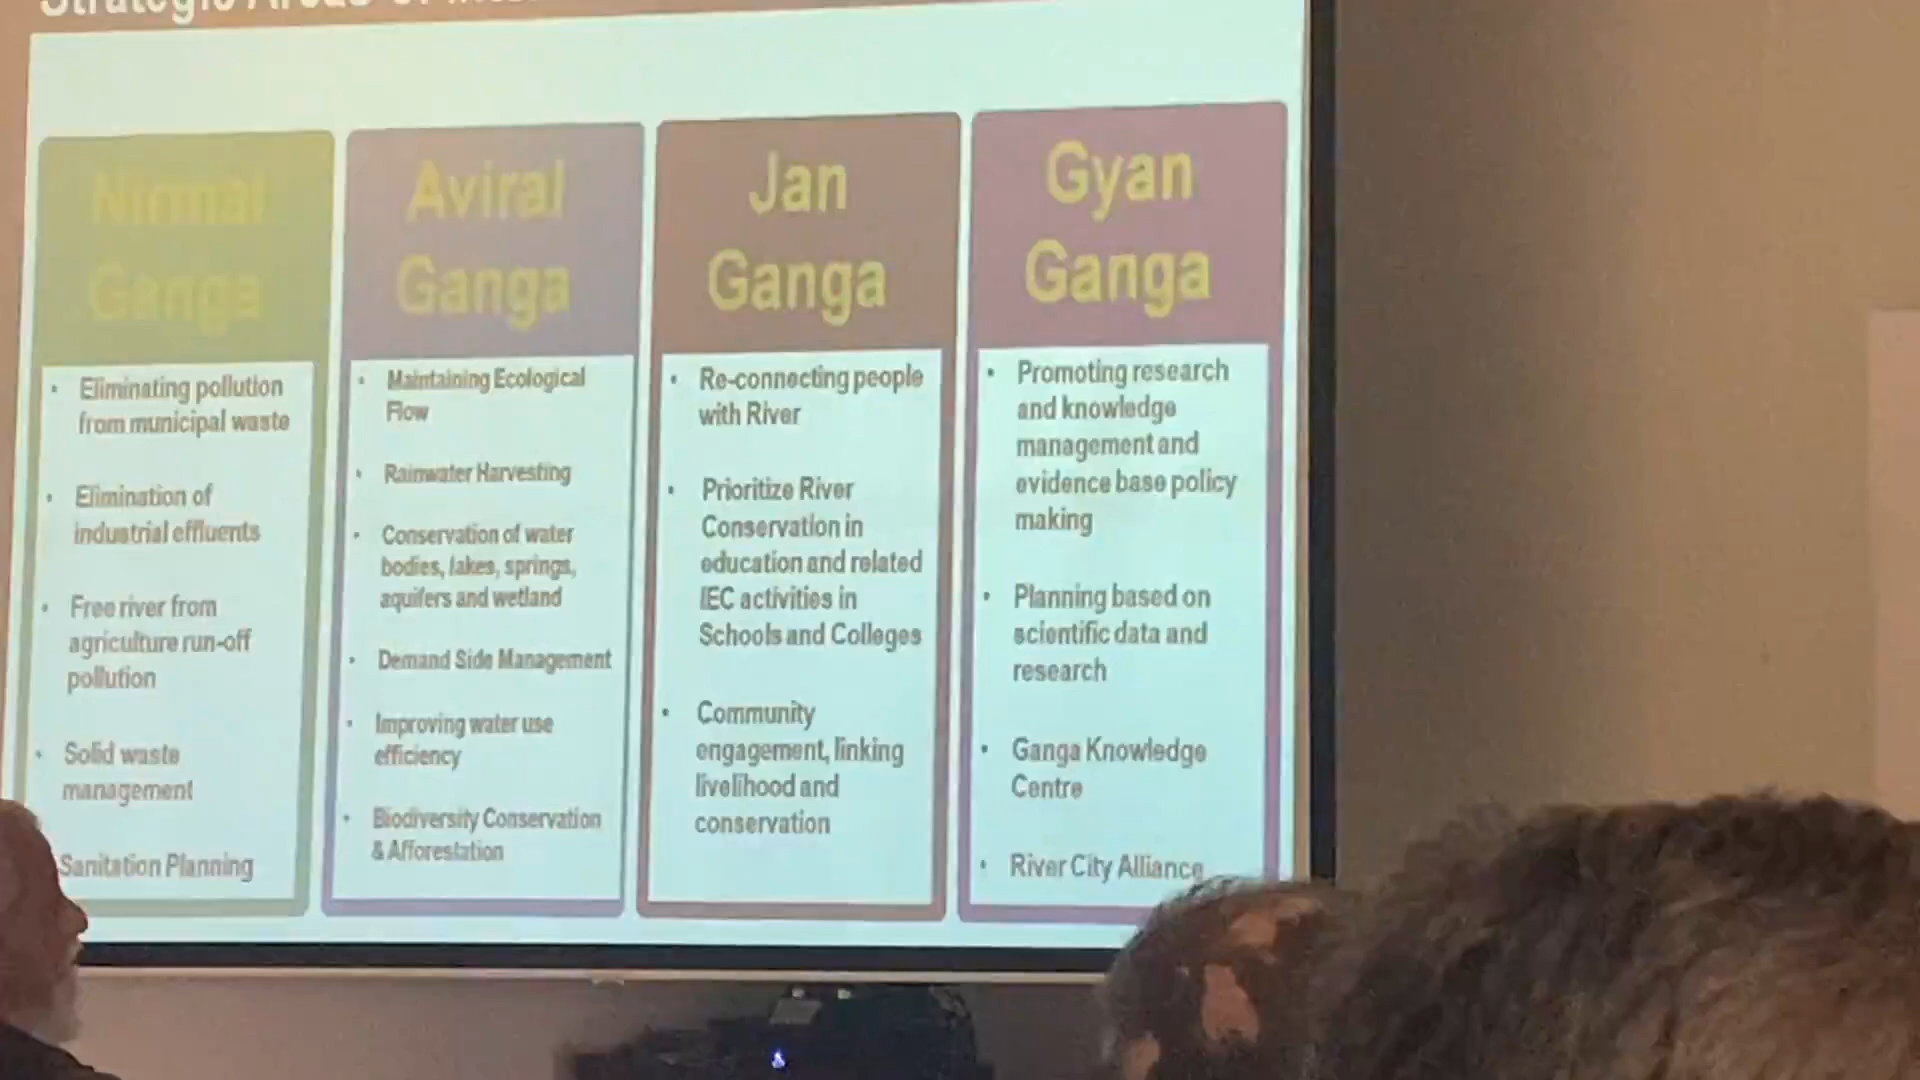 Strategic Areas of
Nirmal
Ganga
Eliminating pollution
from municipal waste
Elimination of
industrial effluents
Free river from
agriculture run-off
pollution
Solid waste
management
Sanitation Planning
Aviral
Ganga
Maintaining Ecological
Flow
Rainwater Harvesting
Conservation of water
bodies, lakes, springs,
aquifers and wetland
Demand Side Management
Improving water use
efficiency
Biodiversity Conservation
& Afforestation
Jan
Ganga
Re-connecting people
with River
Prioritize River
Conservation in
education and related
IEC activities in
Schools and Colleges
Community
engagement, linking
livelihood and
conservation
Gyan
Ganga
Promoting research
and knowledge
management and
evidence base policy
making
Planning based on
scientific data and
research
Ganga Knowledge
Centre
River City Alliance